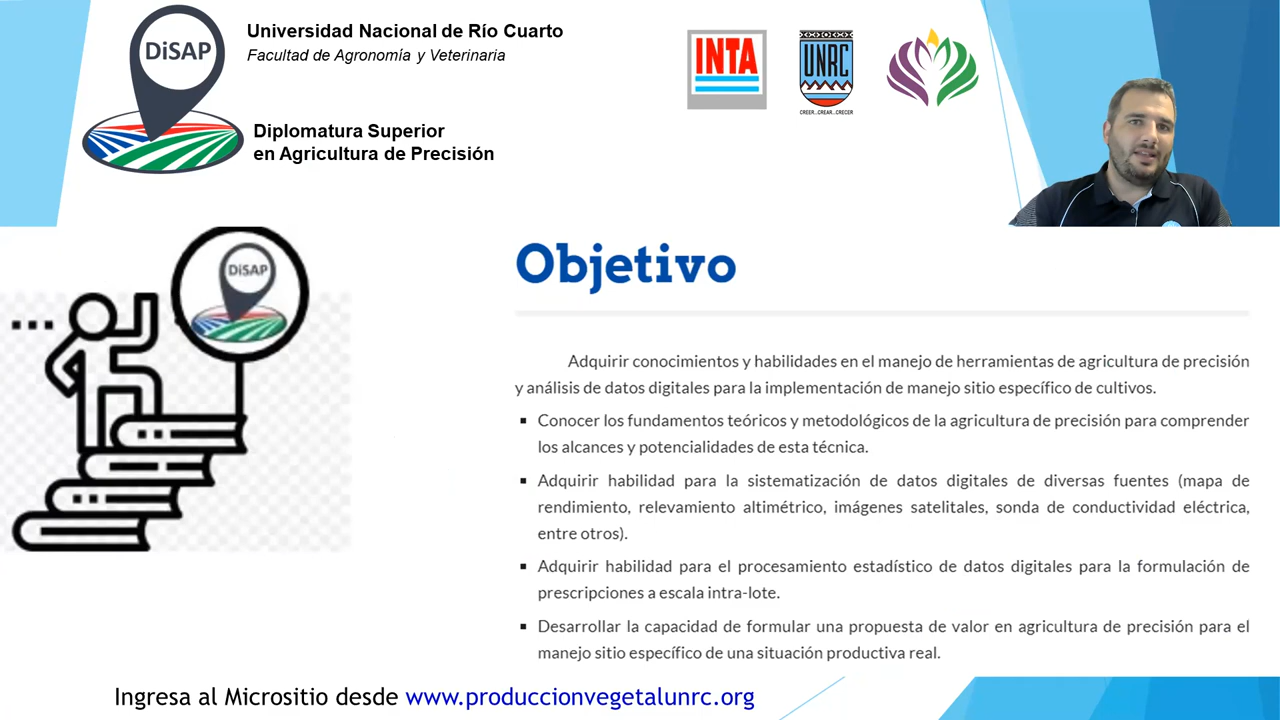 DiSAP
Universidad Nacional de Río Cuarto
Facultad de Agronomía y Veterinaria
Diplomatura Superior
en Agricultura de Precisión
INTA
UNRC
CREER...CREAR...CRECER
DiSAP
Objetivo
Adquirir conocimientos y habilidades en el manejo de herramientas de agricultura de precisión
y análisis de datos digitales para la implementación de manejo sitio específico de cultivos.
▪ Conocer los fundamentos teóricos y metodológicos de la agricultura de precisión para comprender
los alcances y potencialidades de esta técnica.
▪ Adquirir habilidad para la sistematización de datos digitales de diversas fuentes (mapa de
rendimiento, relevamiento altimétrico, imágenes satelitales, sonda de conductividad eléctrica,
entre otros).
▪ Adquirir habilidad para el procesamiento estadístico de datos digitales para la formulación de
prescripciones a escala intra-lote.
▪ Desarrollar la capacidad de formular una propuesta de valor en agricultura de precisión para el
manejo sitio específico de una situación productiva real.
Ingresa al Micrositio desde www.produccionvegetalunrc.org